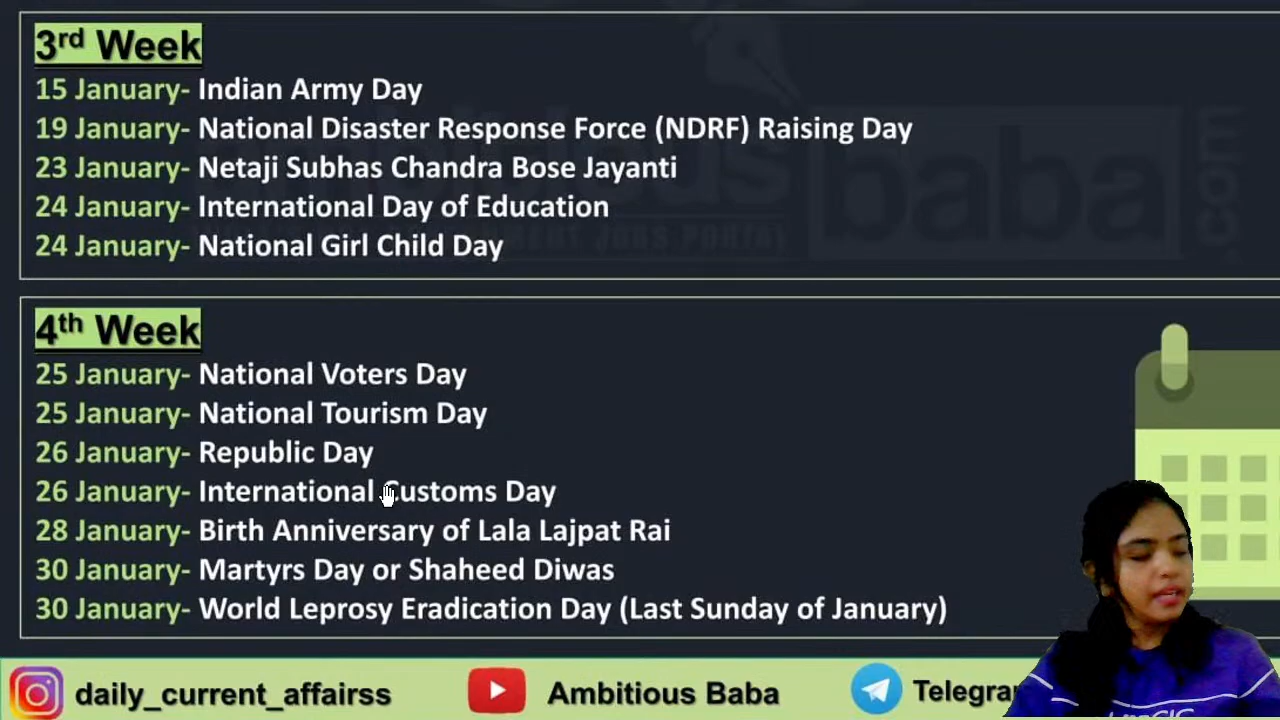 3rd Week
15 January- Indian Army Day
19 January- National Disaster Response Force (NDRF) Raising Day
23 January- Netaji Subhas Chandra Bose Jayanti
24 January- International Day of Education
24 January- National Girl Child Day
4th Week
25 January- National Voters Day
25 January- National Tourism Day
26 January- Republic Day
26 January- International Customs Day
28 January- Birth Anniversary of Lala Lajpat Rai
30 January- Martyrs Day or Shaheed Diwas
30 January- World Leprosy Eradication Day (Last Sunday of January)
daily_current_affairss
Ambitious Baba
baba
.com